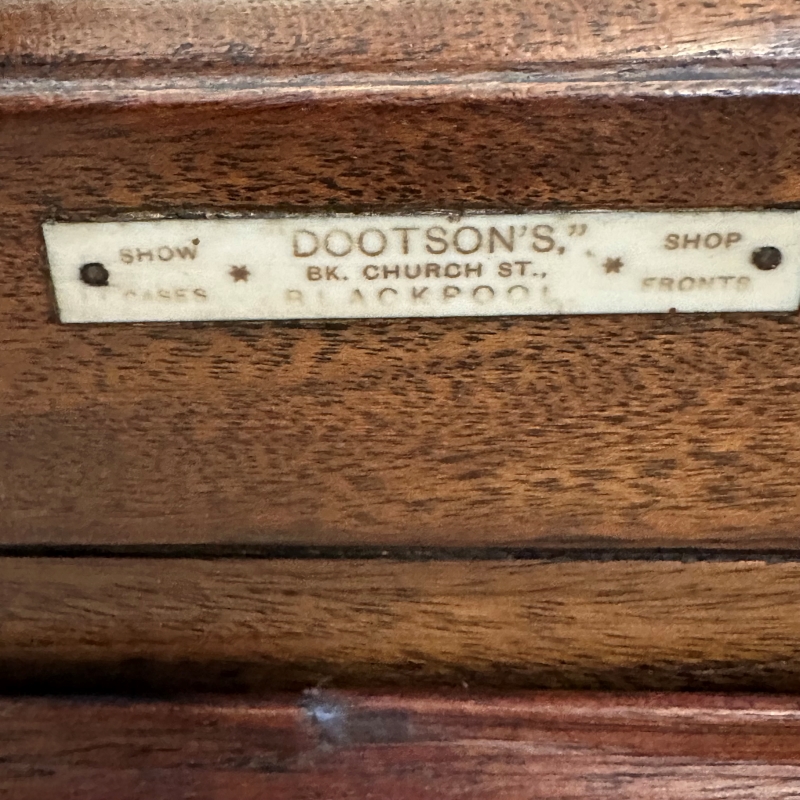 SHOW
CASES
"DOOTSON'S,"
BK. CHURCH ST.,
BLACKPOOL
SHOP
FRONTS